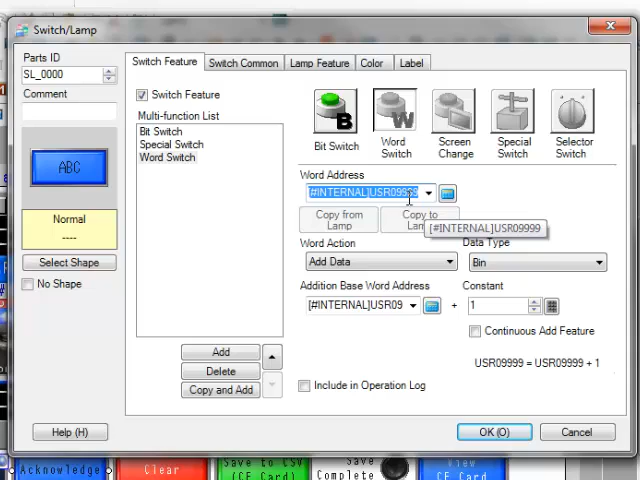 Switch/Lamp
Parts ID
SL_0000
Comment
ABC
Normal
----
Select Shape
No Shape
Help (H)
Switch Feature
Switch Common
Lamp Feature
Color
Label
Switch Feature
Multi-function List
Bit Switch
Special Switch
Word Switch
Add
Delete
Copy and Add
B
W
Bit Switch
Word
Switch
Screen
Change
Special
Switch
Selector
Switch
Word Address
[#INTERNAL]USR09999
Copy from
Lamp
Copy to
Lam
[#INTERNAL]USR09999
Word Action
Data Type
Add Data
Bin
Addition Base Word Address
Constant
[#INTERNAL]USR09
+
1
Continuous Add Feature
USR09999 = USR09999 + 1
Include in Operation Log
OK (O)
Cancel
Acknowledge
Clear
Save to CSV
(CF Card)
Save
Complete
View
CF Card